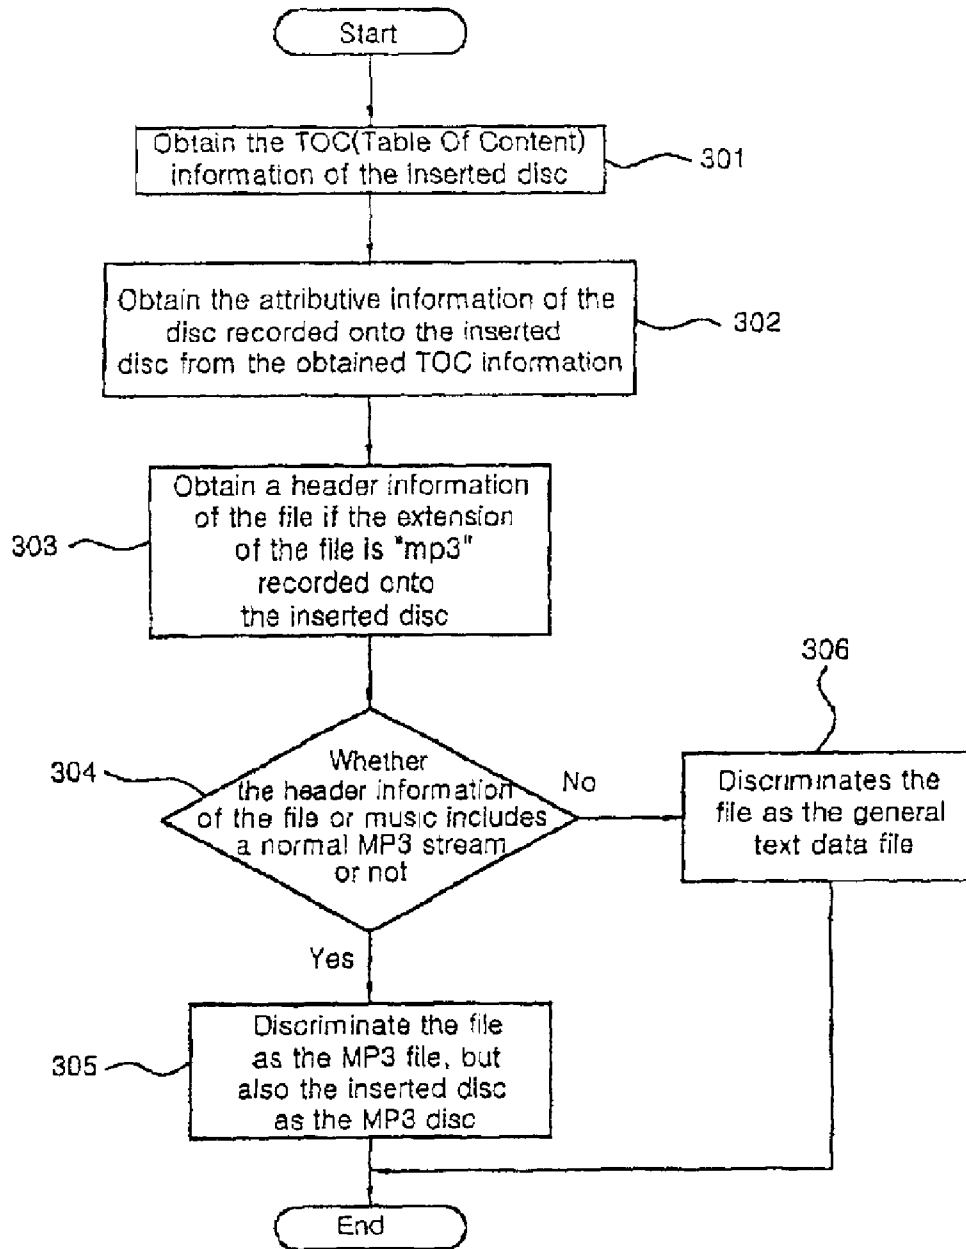 Start
Obtain the TOC(Table Of Content)
information of the inserted disc
301
Obtain the attributive information of the
disc recorded onto the inserted
disc from the obtained TOC information
302
Obtain a header information
of the file if the extension
of the file is "mp3"
recorded onto
the inserted disc
303
Whether
the header information
of the file or music includes
a normal MP3 stream
or not
304
No
306
Discriminates the
file as the general
text data file
Yes
Discriminate the file
as the MP3 file, but
also the inserted disc
as the MP3 disc
305
End